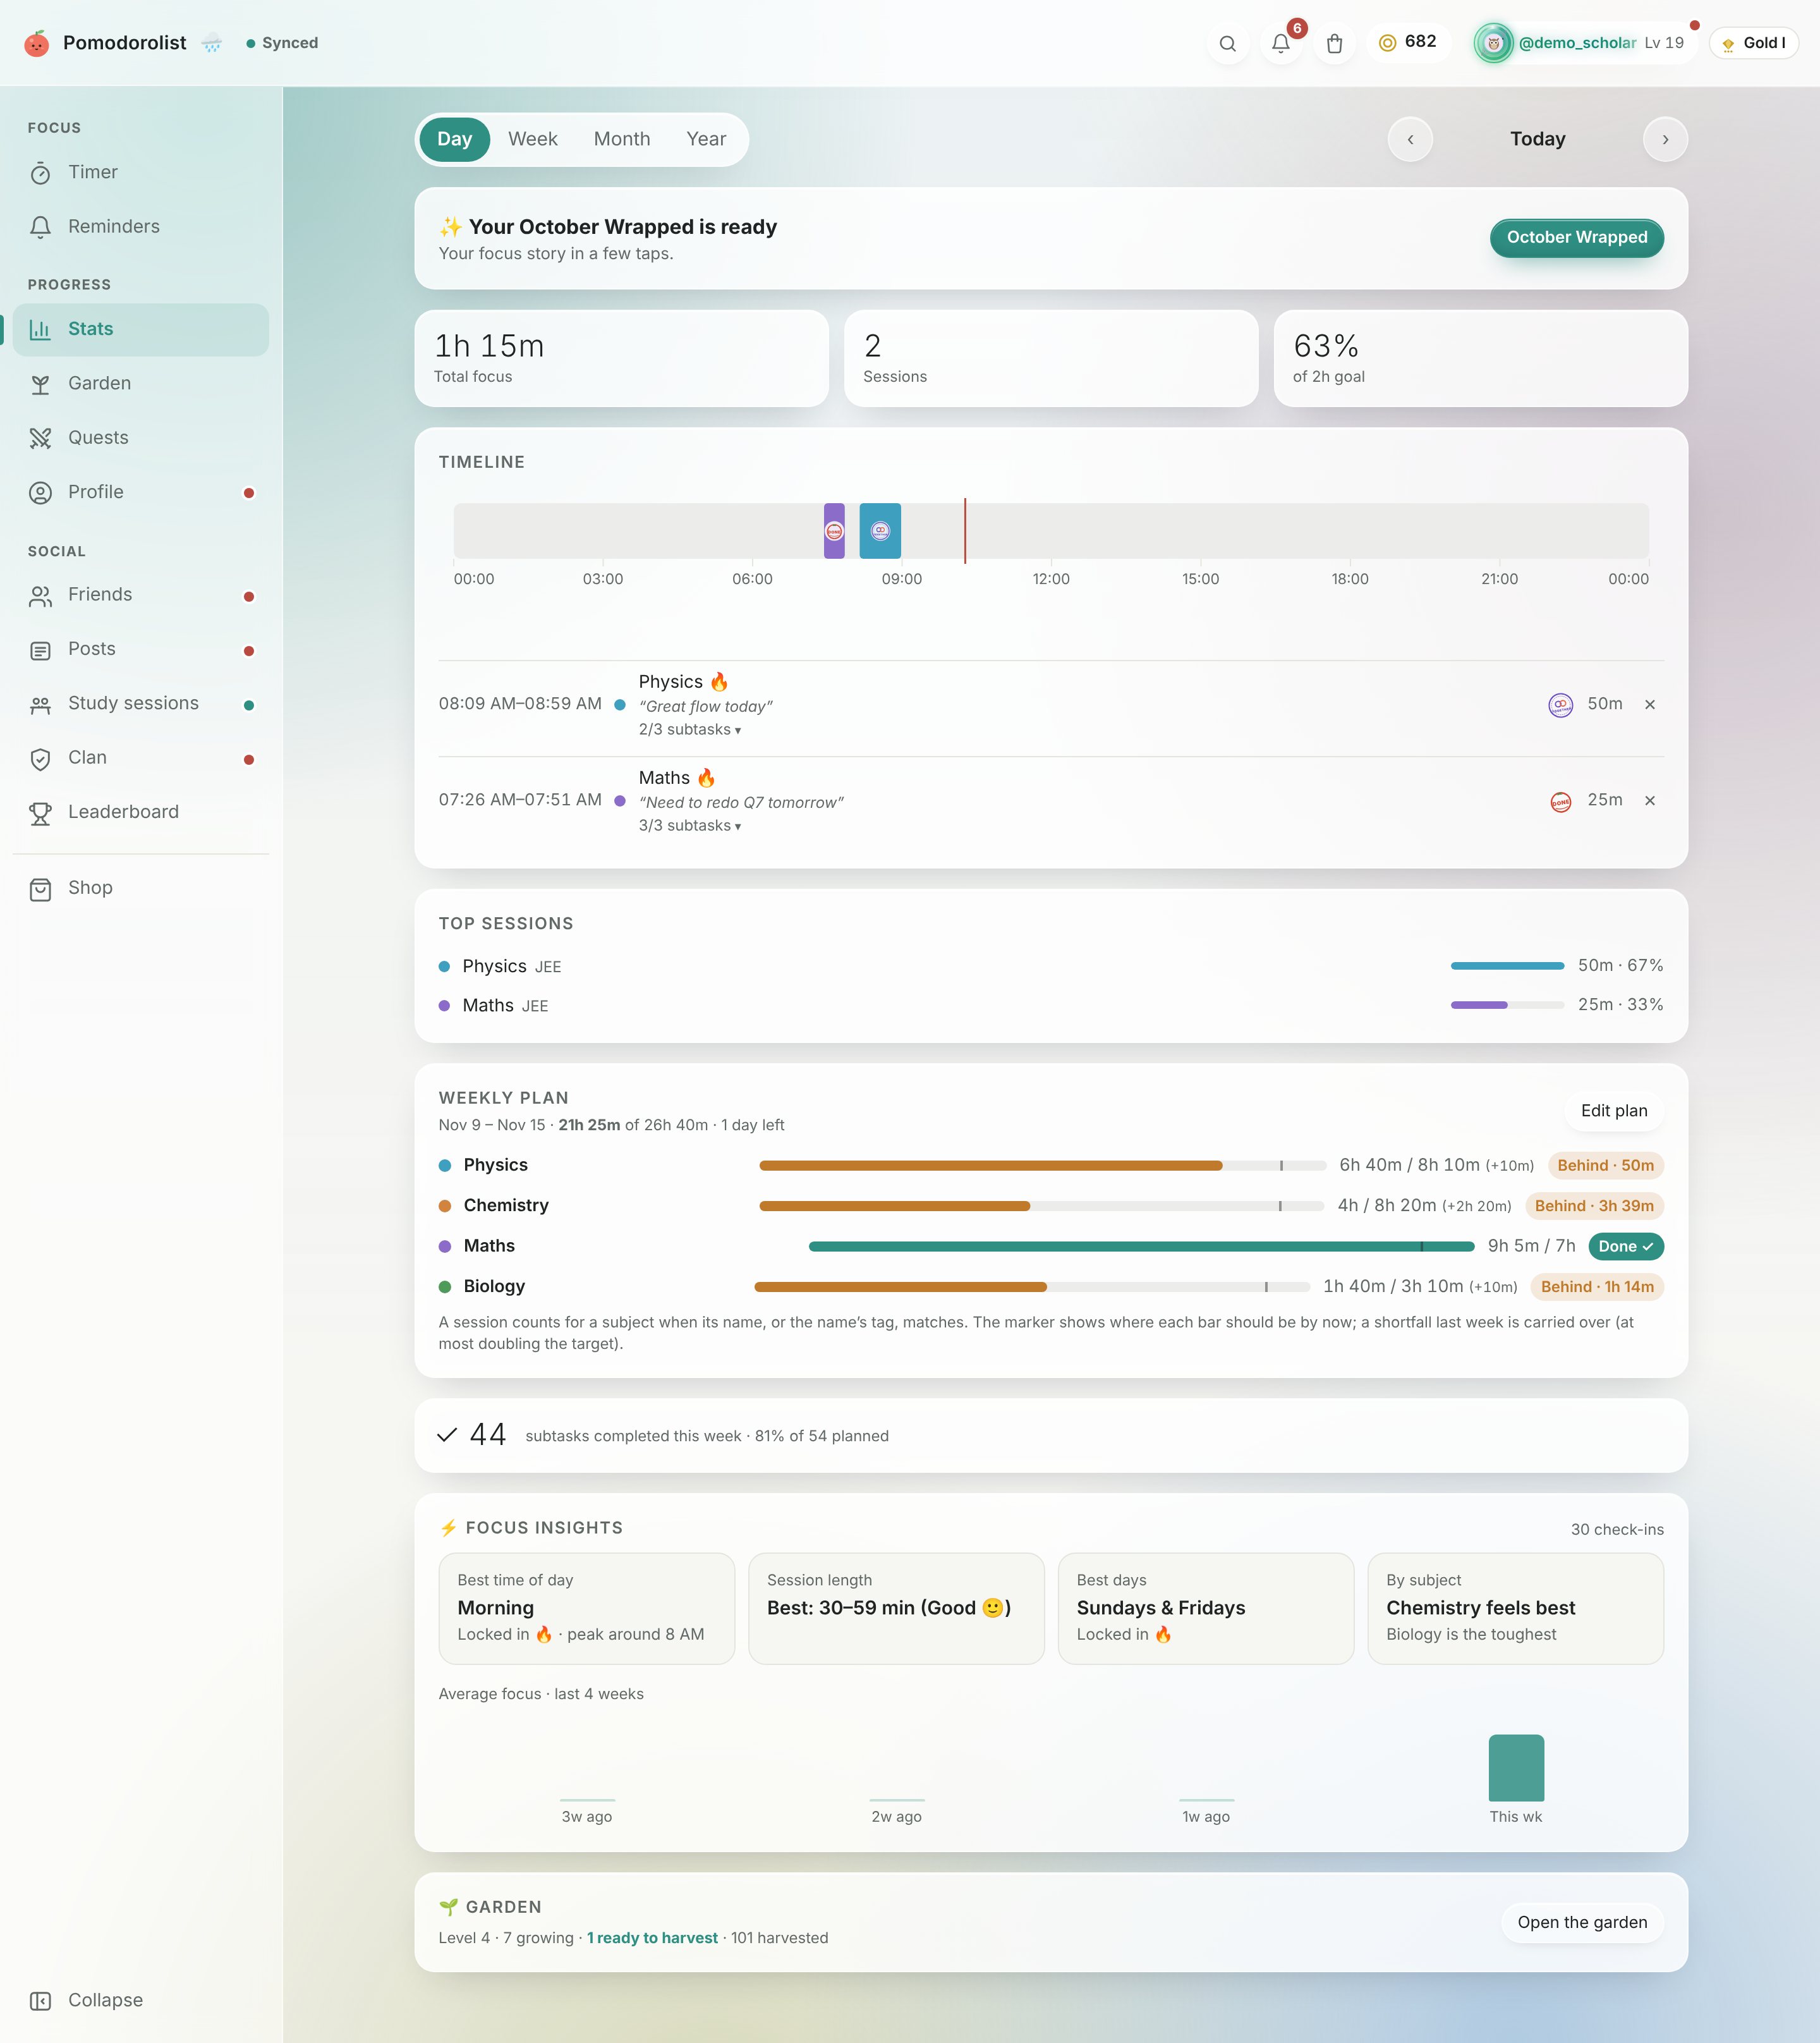 Pomodorolist
Synced
6
682
@demo_scholar Lv 19
Gold I
FOCUS
Timer
Reminders
PROGRESS
Stats
Garden
Quests
Profile
SOCIAL
Friends
Posts
Study sessions
Clan
Leaderboard
Shop
Collapse
Day Week Month Year
‹ Today ›
✨ Your October Wrapped is ready
Your focus story in a few taps.
October Wrapped
1h 15m
Total focus
2
Sessions
63%
of 2h goal
TIMELINE
00:00 03:00 06:00 09:00 12:00 15:00 18:00 21:00 00:00
Physics 🔥
08:09 AM–08:59 AM
“Great flow today”
2/3 subtasks ▾
50m ✕
Maths 🔥
07:26 AM–07:51 AM
“Need to redo Q7 tomorrow”
3/3 subtasks ▾
DONE
25m ✕
TOP SESSIONS
Physics JEE 50m · 67%
Maths JEE 25m · 33%
WEEKLY PLAN
Nov 9 – Nov 15 · 21h 25m of 26h 40m · 1 day left
Edit plan
Physics 6h 40m / 8h 10m (+10m) Behind · 50m
Chemistry 4h / 8h 20m (+2h 20m) Behind · 3h 39m
Maths 9h 5m / 7h Done ✓
Biology 1h 40m / 3h 10m (+10m) Behind · 1h 14m
A session counts for a subject when its name, or the name’s tag, matches. The marker shows where each bar should be by now; a shortfall last week is carried over (at
most doubling the target).
44 subtasks completed this week · 81% of 54 planned
⚡ FOCUS INSIGHTS
30 check-ins
Best time of day
Morning
Locked in 🔥 · peak around 8 AM
Session length
Best: 30–59 min (Good 🙂)
Best days
Sundays & Fridays
Locked in 🔥
By subject
Chemistry feels best
Biology is the toughest
Average focus · last 4 weeks
3w ago 2w ago 1w ago This wk
🌱 GARDEN
Level 4 · 7 growing · 1 ready to harvest · 101 harvested
Open the garden